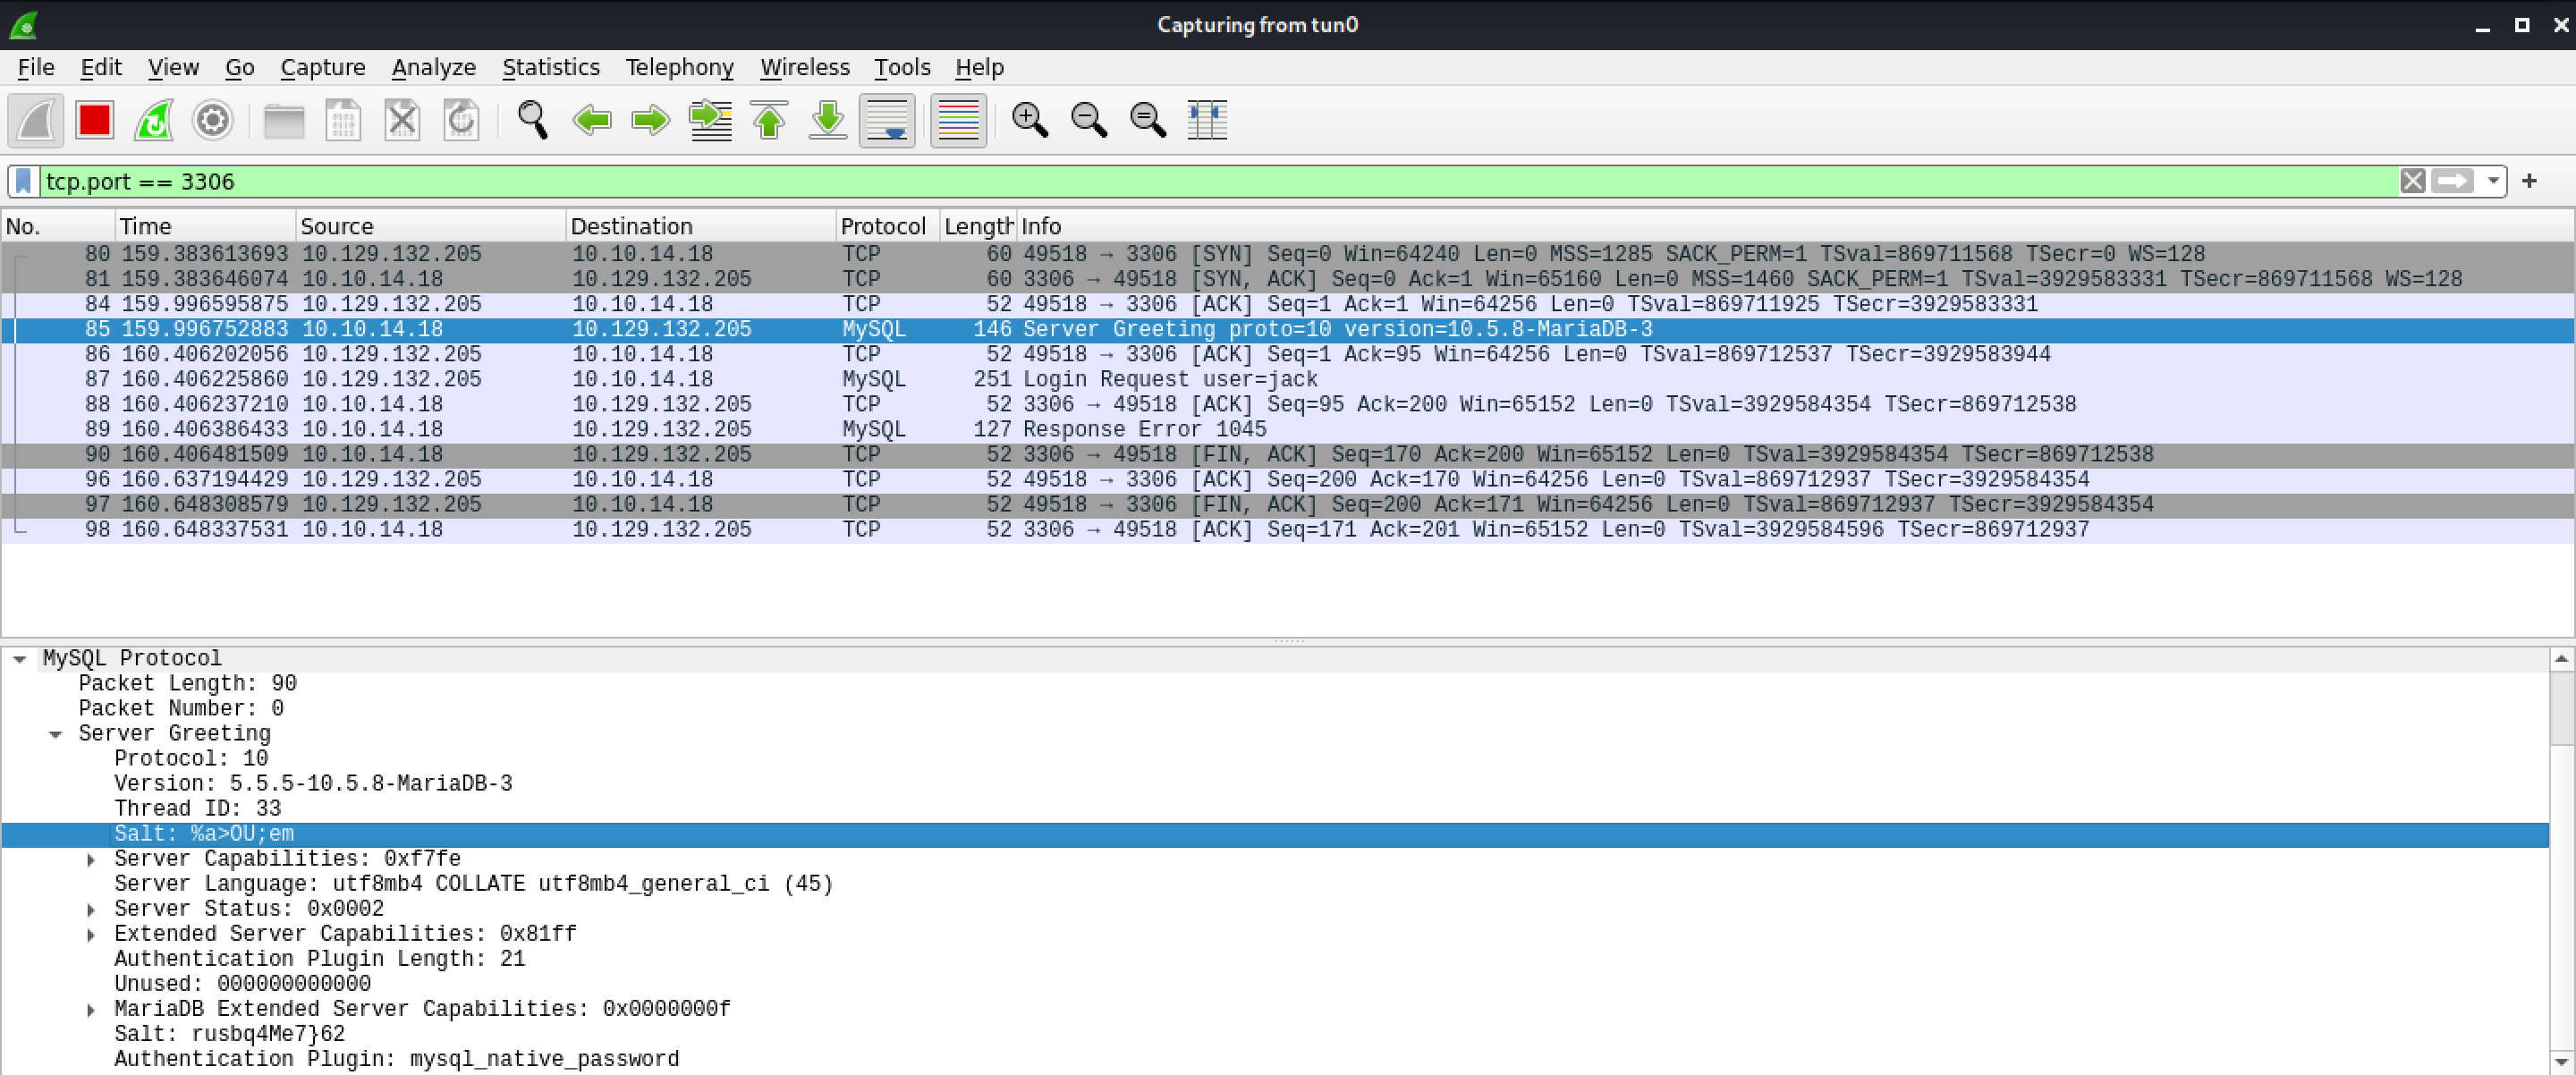 Capturing from tun0
File Edit View Go Capture Analyze Statistics Telephony Wireless Tools Help
tcp.port == 3306
No. Time Source Destination Protocol Length Info
80 159.383613693 10.129.132.205 10.10.14.18 TCP 60 49518 → 3306 [SYN] Seq=0 Win=64240 Len=0 MSS=1285 SACK_PERM=1 TSval=869711568 TSecr=0 WS=128
81 159.383646074 10.10.14.18 10.129.132.205 TCP 60 3306 → 49518 [SYN, ACK] Seq=0 Ack=1 Win=65160 Len=0 MSS=1460 SACK_PERM=1 TSval=3929583331 TSecr=869711568 WS=128
84 159.996595875 10.129.132.205 10.10.14.18 TCP 52 49518 → 3306 [ACK] Seq=1 Ack=1 Win=64256 Len=0 TSval=869711925 TSecr=3929583331
85 159.996752883 10.10.14.18 10.129.132.205 MySQL 146 Server Greeting proto=10 version=10.5.8-MariaDB-3
86 160.406202056 10.129.132.205 10.10.14.18 TCP 52 49518 → 3306 [ACK] Seq=1 Ack=95 Win=64256 Len=0 TSval=869712537 TSecr=3929583944
87 160.406225860 10.129.132.205 10.10.14.18 MySQL 251 Login Request user=jack
88 160.406237210 10.10.14.18 10.129.132.205 TCP 52 3306 → 49518 [ACK] Seq=95 Ack=200 Win=65152 Len=0 TSval=3929584354 TSecr=869712538
89 160.406386433 10.10.14.18 10.129.132.205 MySQL 127 Response Error 1045
90 160.406481509 10.10.14.18 10.129.132.205 TCP 52 3306 → 49518 [FIN, ACK] Seq=170 Ack=200 Win=65152 Len=0 TSval=3929584354 TSecr=869712538
96 160.637194429 10.129.132.205 10.10.14.18 TCP 52 49518 → 3306 [ACK] Seq=200 Ack=170 Win=64256 Len=0 TSval=869712937 TSecr=3929584354
97 160.648308579 10.129.132.205 10.10.14.18 TCP 52 49518 → 3306 [FIN, ACK] Seq=200 Ack=171 Win=64256 Len=0 TSval=869712937 TSecr=3929584354
98 160.648337531 10.10.14.18 10.129.132.205 TCP 52 3306 → 49518 [ACK] Seq=171 Ack=201 Win=65152 Len=0 TSval=3929584596 TSecr=869712937
MySQL Protocol
Packet Length: 90
Packet Number: 0
Server Greeting
Protocol: 10
Version: 5.5.5-10.5.8-MariaDB-3
Thread ID: 33
Salt: %a>OU;em
Server Capabilities: 0xf7fe
Server Language: utf8mb4 COLLATE utf8mb4_general_ci (45)
Server Status: 0x0002
Extended Server Capabilities: 0x81ff
Authentication Plugin Length: 21
Unused: 000000000000
MariaDB Extended Server Capabilities: 0x0000000f
Salt: rusbq4Me7}62
Authentication Plugin: mysql_native_password